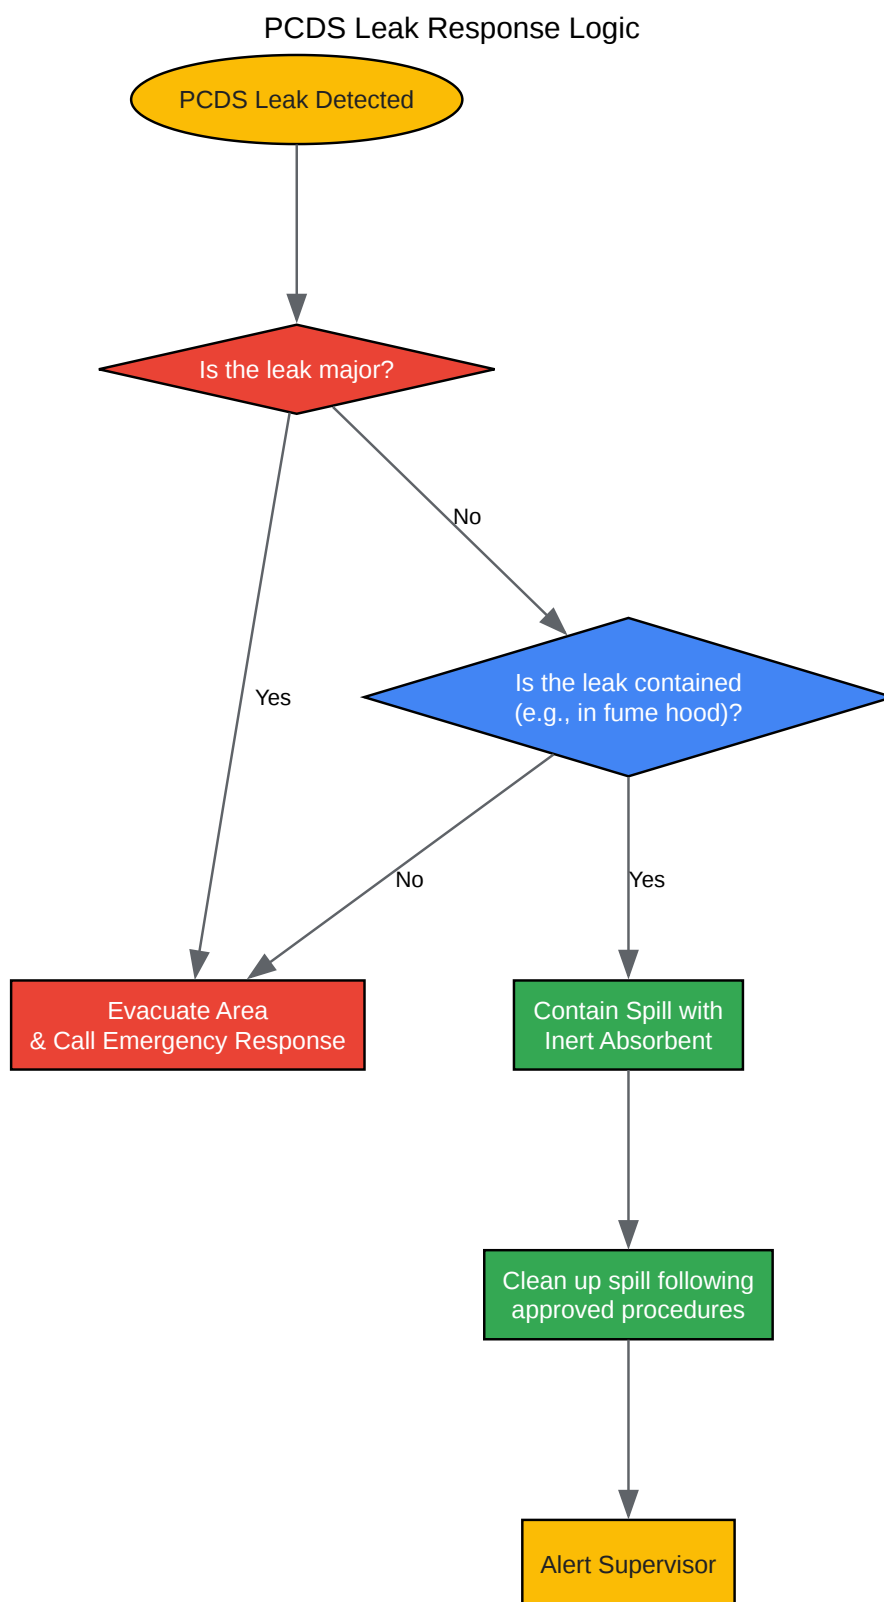 PCDS Leak Response Logic
PCDS Leak Detected
Is the leak major?
No
Is the leak contained
(e.g., in fume hood)?
Yes
No
Yes
Evacuate Area
& Call Emergency Response
Contain Spill with
Inert Absorbent
Clean up spill following
approved procedures
Alert Supervisor